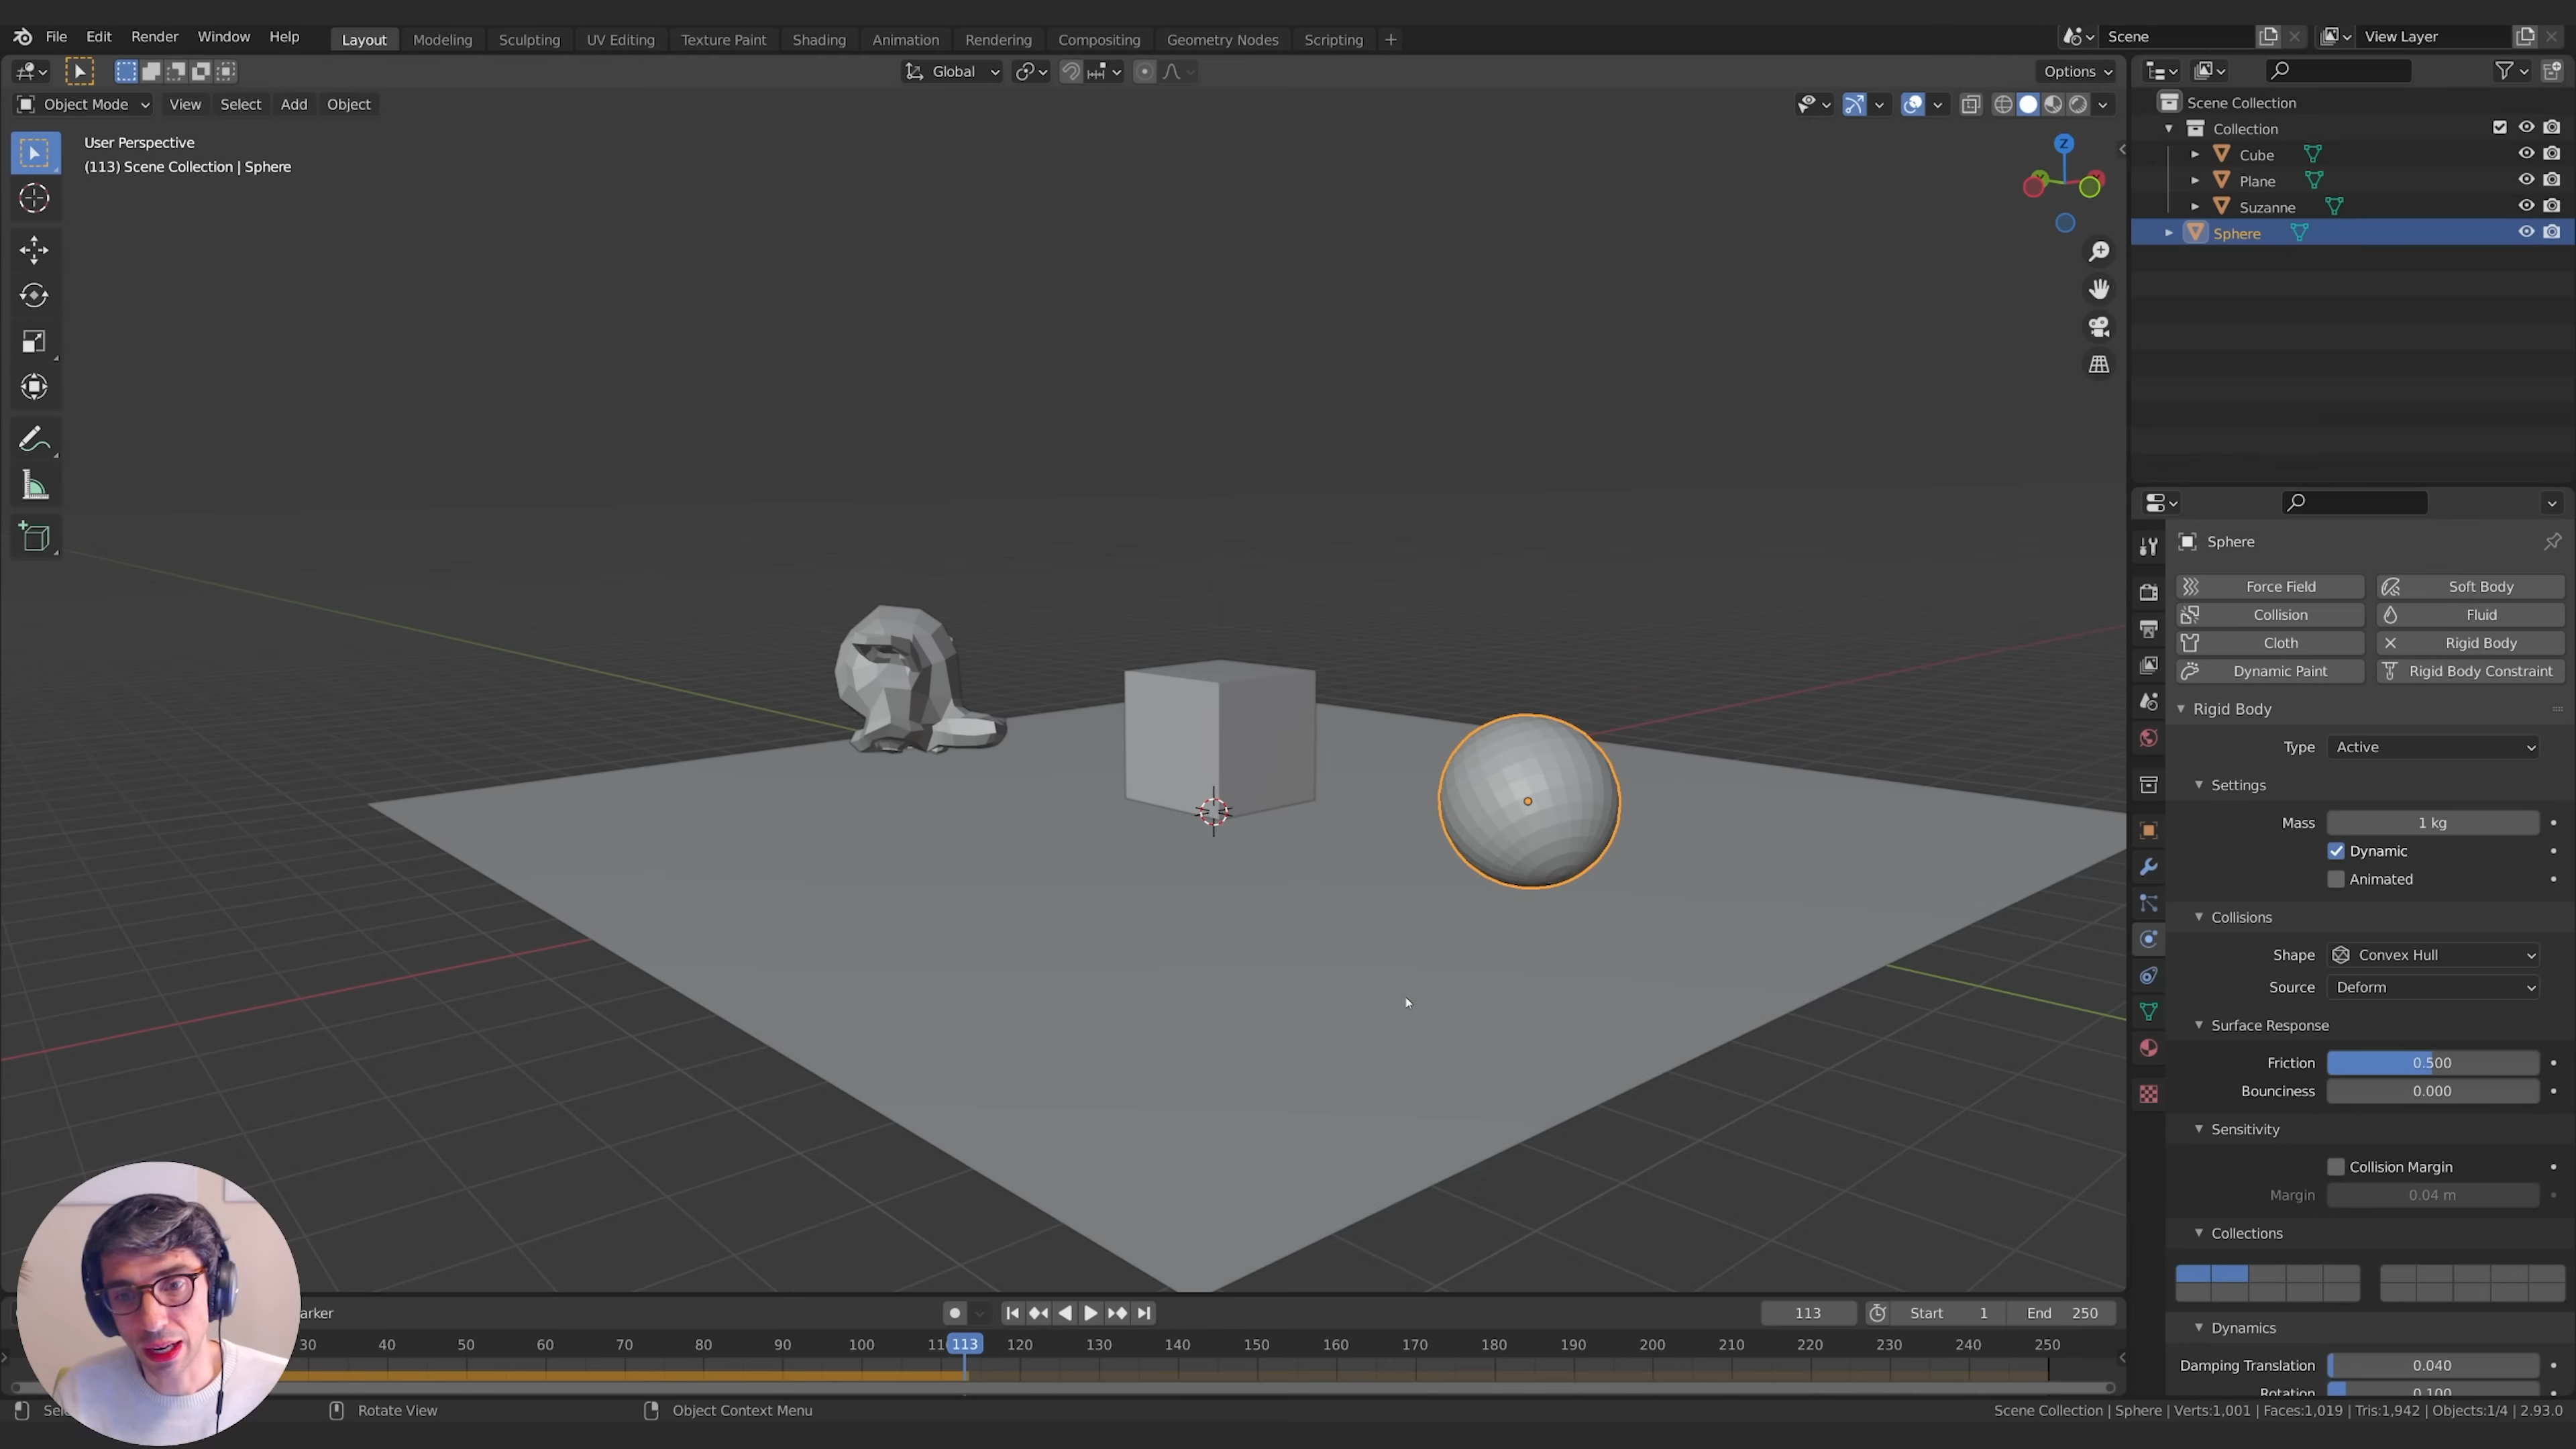 File Edit Render Window Help Layout Modeling Sculpting UV Editing Texture Paint Shading Animation Rendering Compositing Geometry Nodes Scripting + Scene View Layer
Global Options
Object Mode View Select Add Object
User Perspective
(113) Scene Collection | Sphere
Z
Scene Collection
Collection
Cube
Plane
Suzanne
Sphere
Sphere
Force Field Soft Body
Collision Fluid
Cloth Rigid Body
Dynamic Paint Rigid Body Constraint
Rigid Body
Type Active
Settings
Mass 1 kg
Dynamic
Animated
Collisions
Shape Convex Hull
Source Deform
Surface Response
Friction 0.500
Bounciness 0.000
Sensitivity
Collision Margin
Margin 0.04 m
Collections
Dynamics
Damping Translation 0.040
Rotation 0.100
113 Start 1 End 250
30 40 50 60 70 80 90 100 113 120 130 140 150 160 170 180 190 200 210 220 230 240 250
Rotate View Object Context Menu
Scene Collection | Sphere | Verts:1,001 | Faces:1,019 | Tris:1,942 | Objects:1/4 | 2.93.0